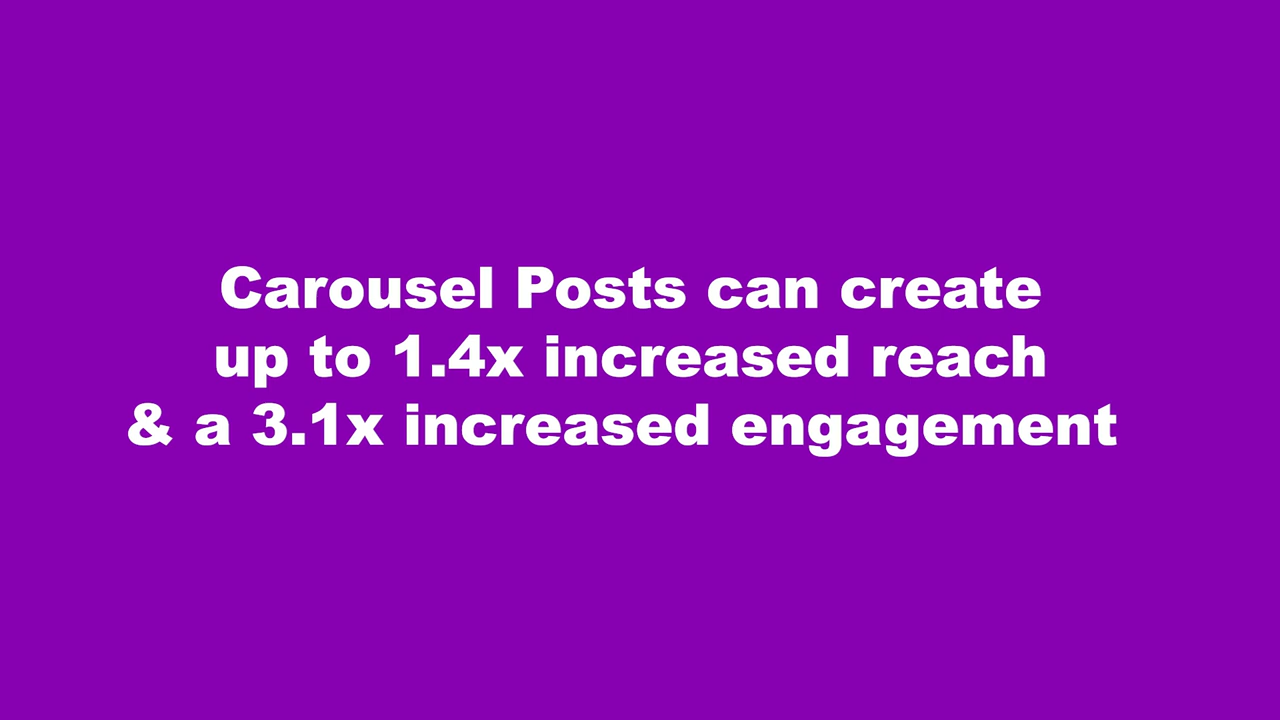 Carousel Posts can create
up to 1.4x increased reach
& a 3.1x increased engagement